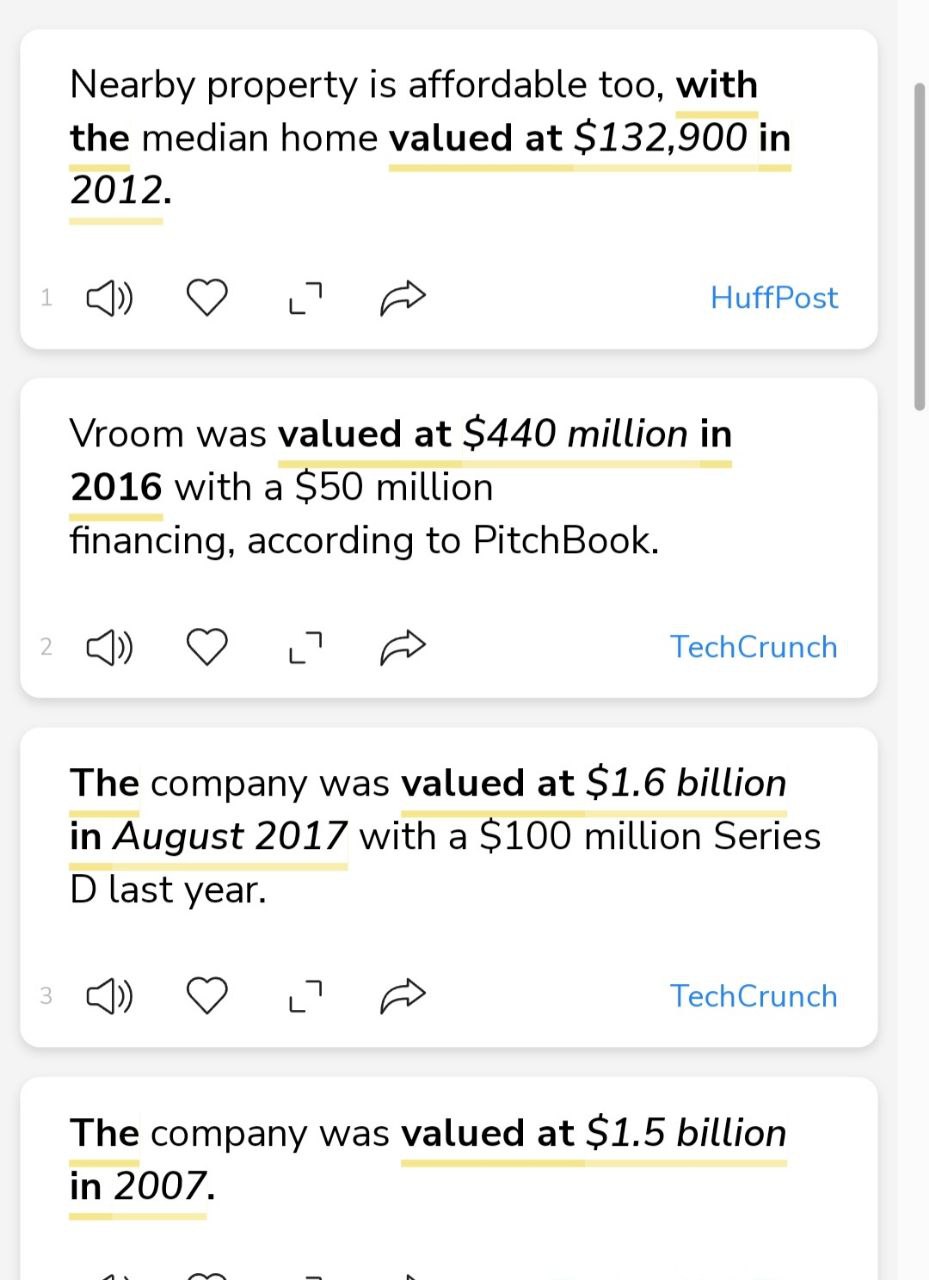 Nearby property is affordable too, with
the median home valued at $132,900 in
2012.
1
HuffPost
Vroom was valued at $440 million in
2016 with a $50 million
financing, according to PitchBook.
2
TechCrunch
The company was valued at $1.6 billion
in August 2017 with a $100 million Series
D last year.
3
TechCrunch
The company was valued at $1.5 billion
in 2007.